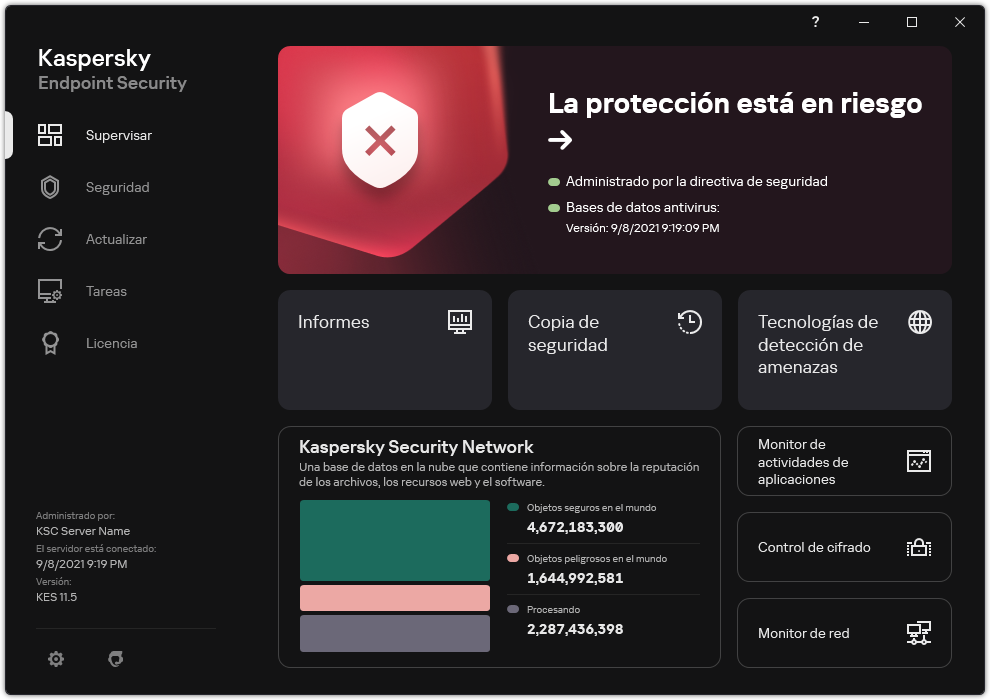 ?
Kaspersky
Endpoint Security
Supervisar
Seguridad
Actualizar
Tareas
Licencia
Administrado por:
KSC Server Name
El servidor está conectado:
9/8/2021 9:19 PM
Versión:
KES 11.5
La protección está en riesgo
Administrado por la directiva de seguridad
Bases de datos antivirus:
Versión: 9/8/2021 9:19:09 PM
Informes
Copia de
seguridad
Tecnologías de
detección de
amenazas
Kaspersky Security Network
Una base de datos en la nube que contiene información sobre la reputación
de los archivos, los recursos web y el software.
Objetos seguros en el mundo
4,672,183,300
Objetos peligrosos en el mundo
1,644,992,581
Procesando
2,287,436,398
Monitor de
actividades de
aplicaciones
Control de cifrado
Monitor de red